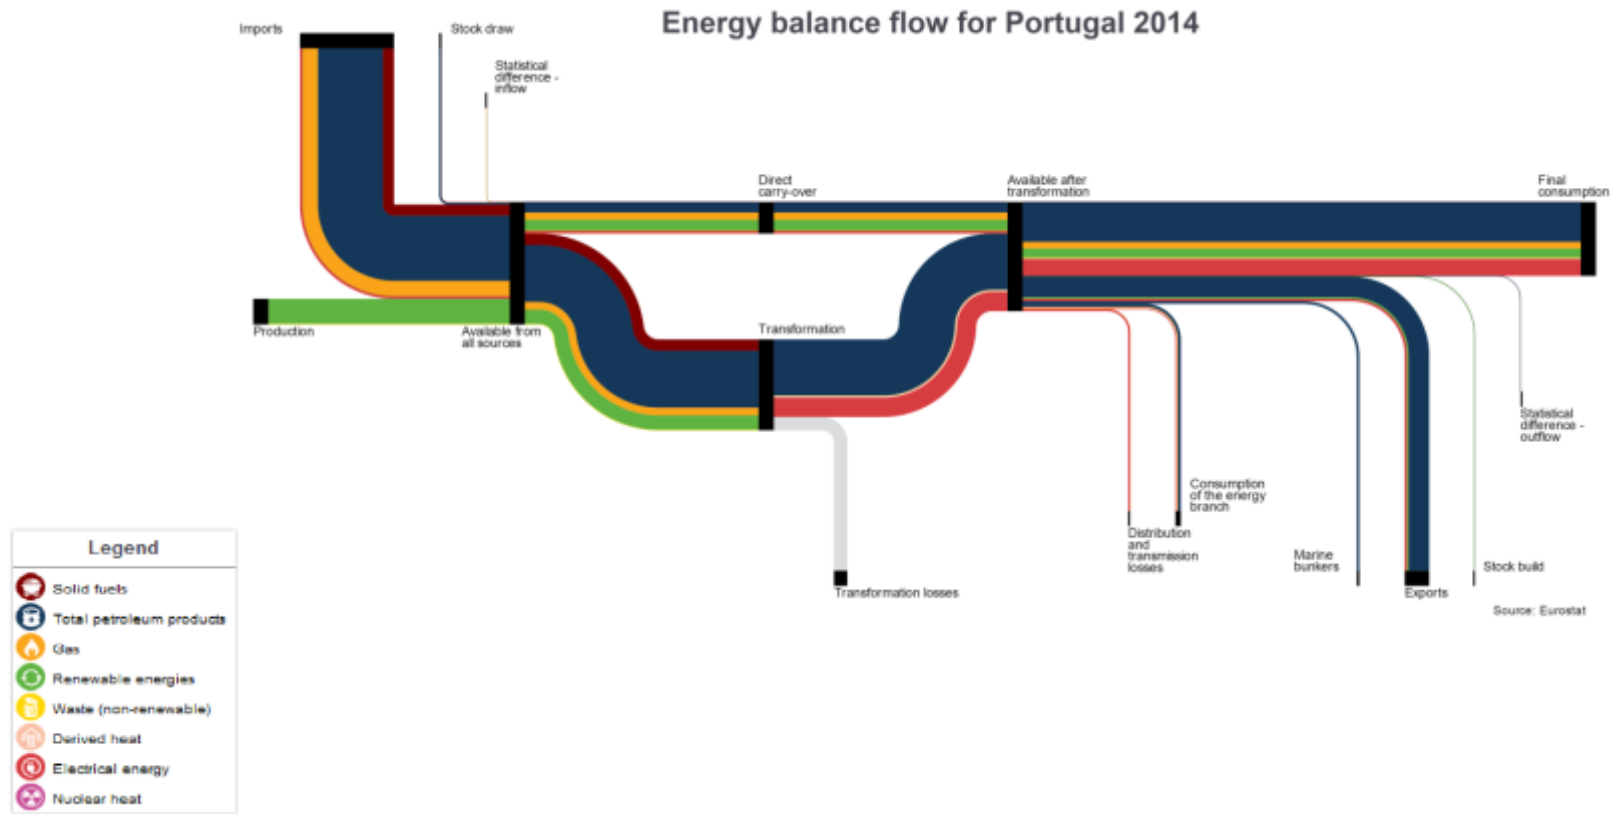 Energy balance flow for Portugal 2014
Imports
Stock draw
Statistical
difference -
inflow
Direct
carry-over
Available after
transformation
Final
consumption
Production
Available from
all sources
Transformation
Statistical
difference -
outflow
Consumption
of the energy
branch
Distribution
and
transmission
losses
Marine
bunkers
Stock build
Transformation losses
Exports
Source: Eurostat
Legend
Solid fuels
Total petroleum products
Gas
Renewable energies
Waste (non-renewable)
Derived heat
Electrical energy
Nuclear heat